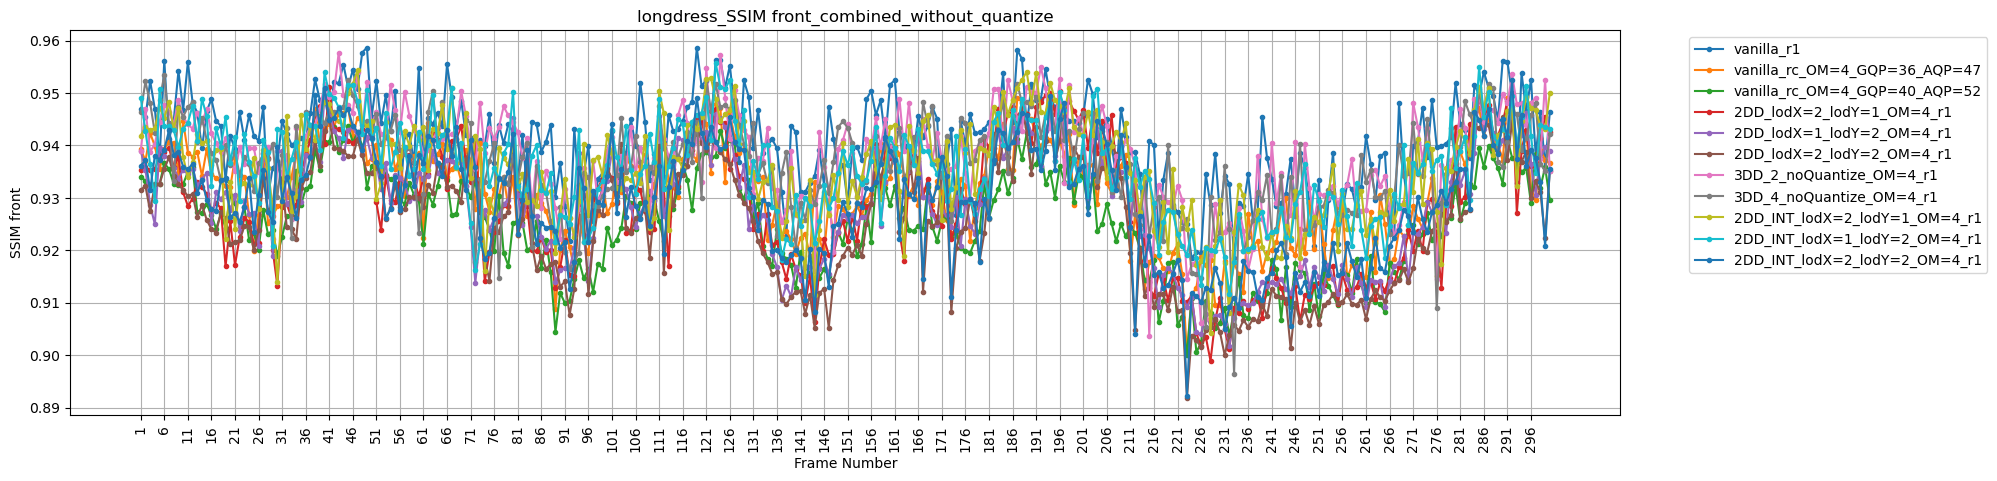 longdress_SSIM front_combined_without_quantize
SSIM front
0.96
0.95
0.94
0.93
0.92
0.91
0.90
0.89
1 6 11 16 21 26 31 36 41 46 51 56 61 66 71 76 81 86 91 96 101 106 111 116 121 126 131 136 141 146 151 156 161 166 171 176 181 186 191 196 201 206 211 216 221 226 231 236 241 246 251 256 261 266 271 276 281 286 291 296
Frame Number
vanilla_r1
vanilla_rc_OM=4_GQP=36_AQP=47
vanilla_rc_OM=4_GQP=40_AQP=52
2DD_lodX=2_lodY=1_OM=4_r1
2DD_lodX=1_lodY=2_OM=4_r1
2DD_lodX=2_lodY=2_OM=4_r1
3DD_2_noQuantize_OM=4_r1
3DD_4_noQuantize_OM=4_r1
2DD_INT_lodX=2_lodY=1_OM=4_r1
2DD_INT_lodX=1_lodY=2_OM=4_r1
2DD_INT_lodX=2_lodY=2_OM=4_r1